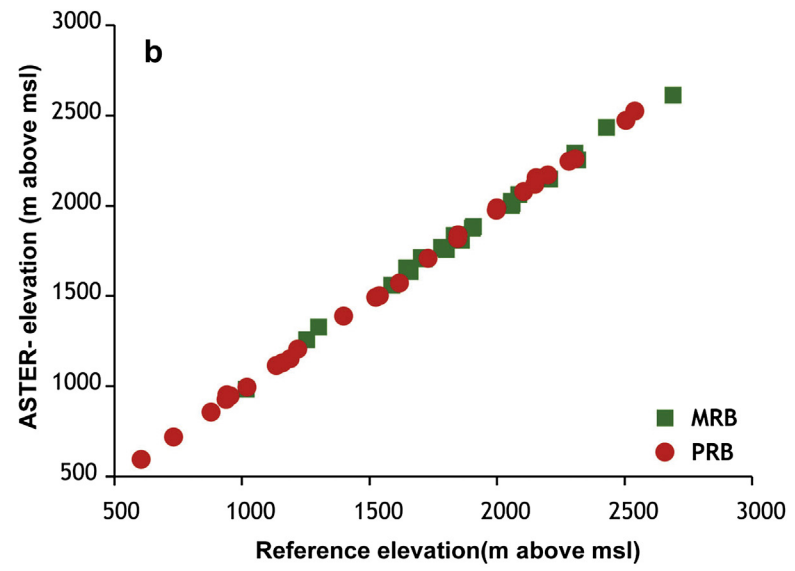 b
ASTER- elevation (m above msl)
3000
2500
2000
1500
1000
500
MRB
PRB
500 1000 1500 2000 2500 3000
Reference elevation(m above msl)